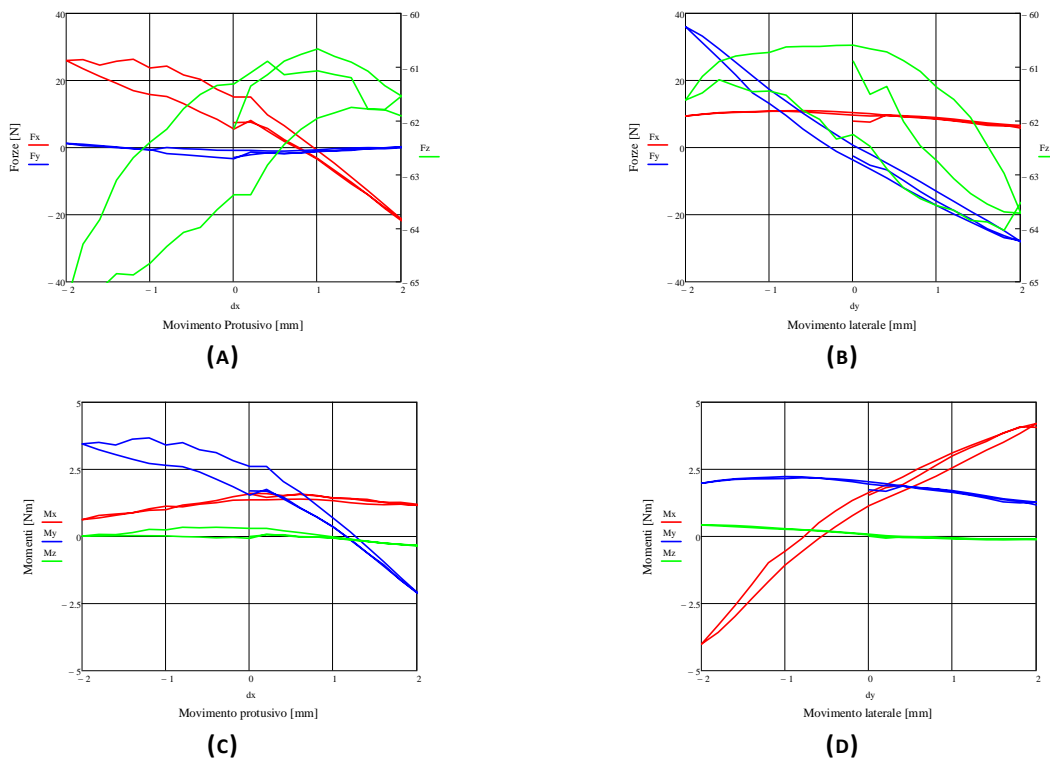 40
20
0
− 20
− 40
− 60
− 61
− 62
− 63
− 64
− 65
− 2
− 1
0
1
2
Forze [N]
Fx
Fy
Fz
dx
Movimento Protusivo [mm]
(A)
40
20
0
− 20
− 40
− 60
− 61
− 62
− 63
− 64
− 65
− 2
− 1
0
1
2
Forze [N]
Fx
Fy
Fz
dy
Movimento laterale [mm]
(B)
5
2.5
0
− 2.5
− 5
− 2
− 1
0
1
2
Momenti [Nm]
Mx
My
Mz
dx
Movimento protusivo [mm]
(C)
5
2.5
0
− 2.5
− 5
− 2
− 1
0
1
2
Momenti [Nm]
Mx
My
Mz
dy
Movimento laterale [mm]
(D)